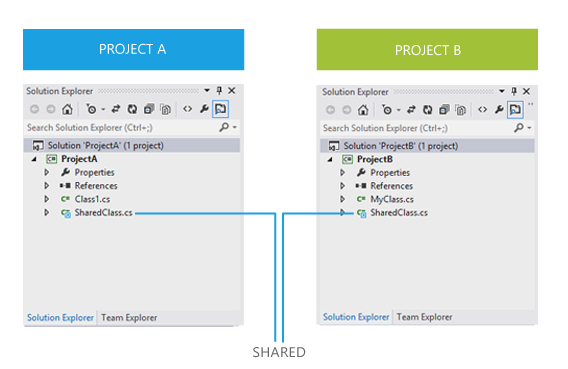 PROJECT A
Solution Explorer
Search Solution Explorer (Ctrl+;)
Solution 'ProjectA' (1 project)
ProjectA
Properties
References
Class1.cs
SharedClass.cs
Solution Explorer Team Explorer
PROJECT B
Solution Explorer
Search Solution Explorer (Ctrl+;)
Solution 'ProjectB' (1 project)
ProjectB
Properties
References
MyClass.cs
SharedClass.cs
Solution Explorer Team Explorer
SHARED